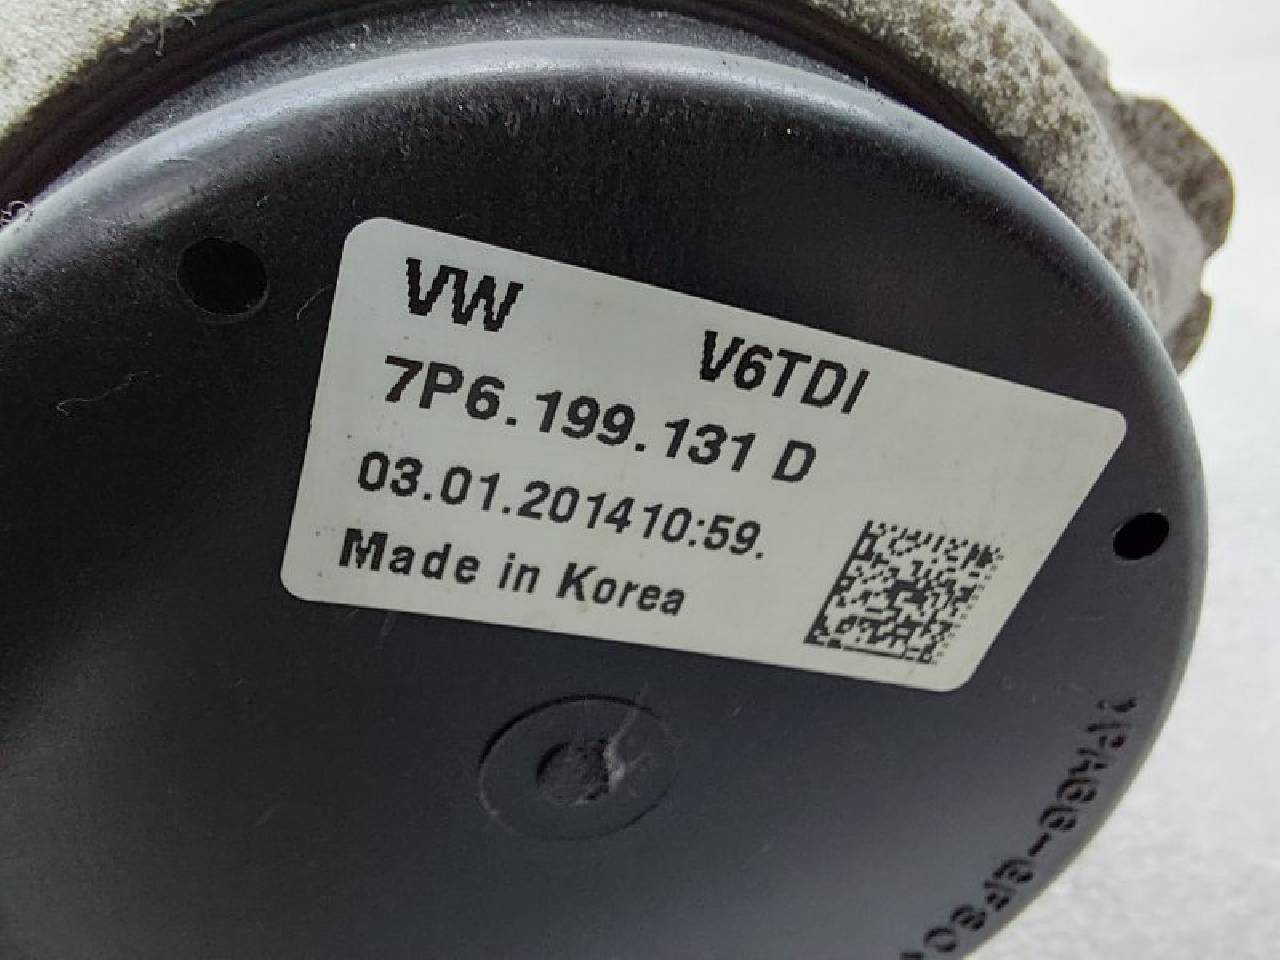 VW
V6TDI
7P6.199.131 D
03.01.201410:59.
Made in Korea